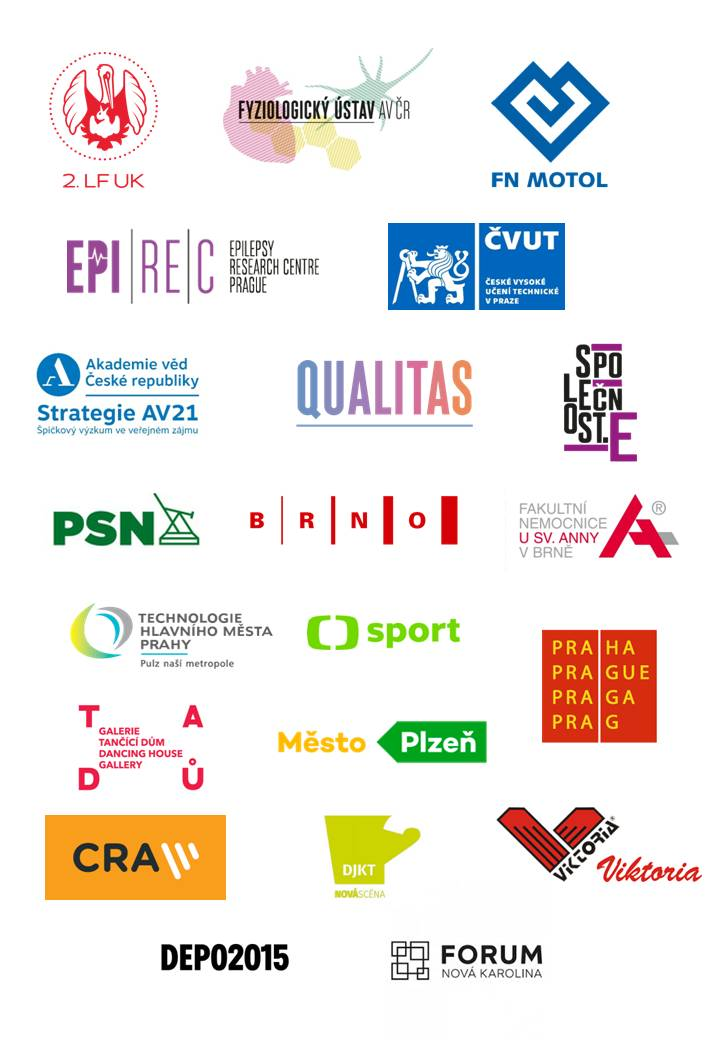 2. LF UK
FYZIOLOGICKÝ ÚSTAV AV ČR
FN MOTOL
EPI|RE|C
EPILEPSY
RESEARCH CENTRE
PRAGUE
ČVUT
ČESKÉ VYSOKÉ
UČENÍ TECHNICKÉ
V PRAZE
Akademie věd
České republiky
Strategie AV21
Špičkový výzkum ve veřejném zájmu
QUALITAS
SPO
LEČN
OST.E
PSN
B|R|N|O
FAKULTNÍ
NEMOCNICE
U SV. ANNY
V BRNĚ
®
TECHNOLOGIE
HLAVNÍHO MĚSTA
PRAHY
Pulz naší metropole
sport
PRA|HA
PRA|GUE
PRA|GA
PRA|G
TA
GALERIE
TANČÍCÍ DŮM
DANCING HOUSE
GALLERY
DŮ
Město Plzeň
CRA
DJKT
NOVÁ SCÉNA
VIKTORIA®
Viktoria
DEPO2015
FORUM
NOVÁ KAROLINA